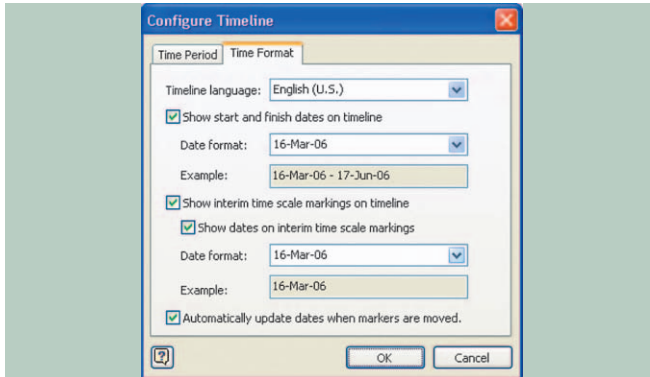 Configure Timeline
Time Period Time Format
Timeline language: English (U.S.)
Show start and finish dates on timeline
Date format: 16-Mar-06
Example: 16-Mar-06 - 17-Jun-06
Show interim time scale markings on timeline
Show dates on interim time scale markings
Date format: 16-Mar-06
Example: 16-Mar-06
Automatically update dates when markers are moved.
? OK Cancel